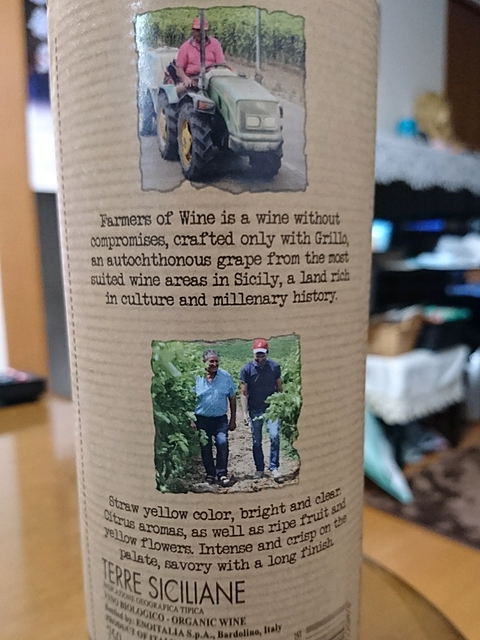 Farmers of Wine is a wine without
compromises, crafted only with Grillo,
an autochthonous grape from the most
suited wine areas in Sicily, a land rich
in culture and millenary history.
Straw yellow color, bright and clear.
Citrus aromas, as well as ripe fruit and
yellow flowers. Intense and crisp on the
palate, savory with a long finish.
TERRE SICILIANE
INDICAZIONE GEOGRAFICA TIPICA
VINO BIOLOGICO - ORGANIC WINE
Bottled by: ENOITALIA S.p.A., Bardolino, Italy
PRODUCT OF ITALY